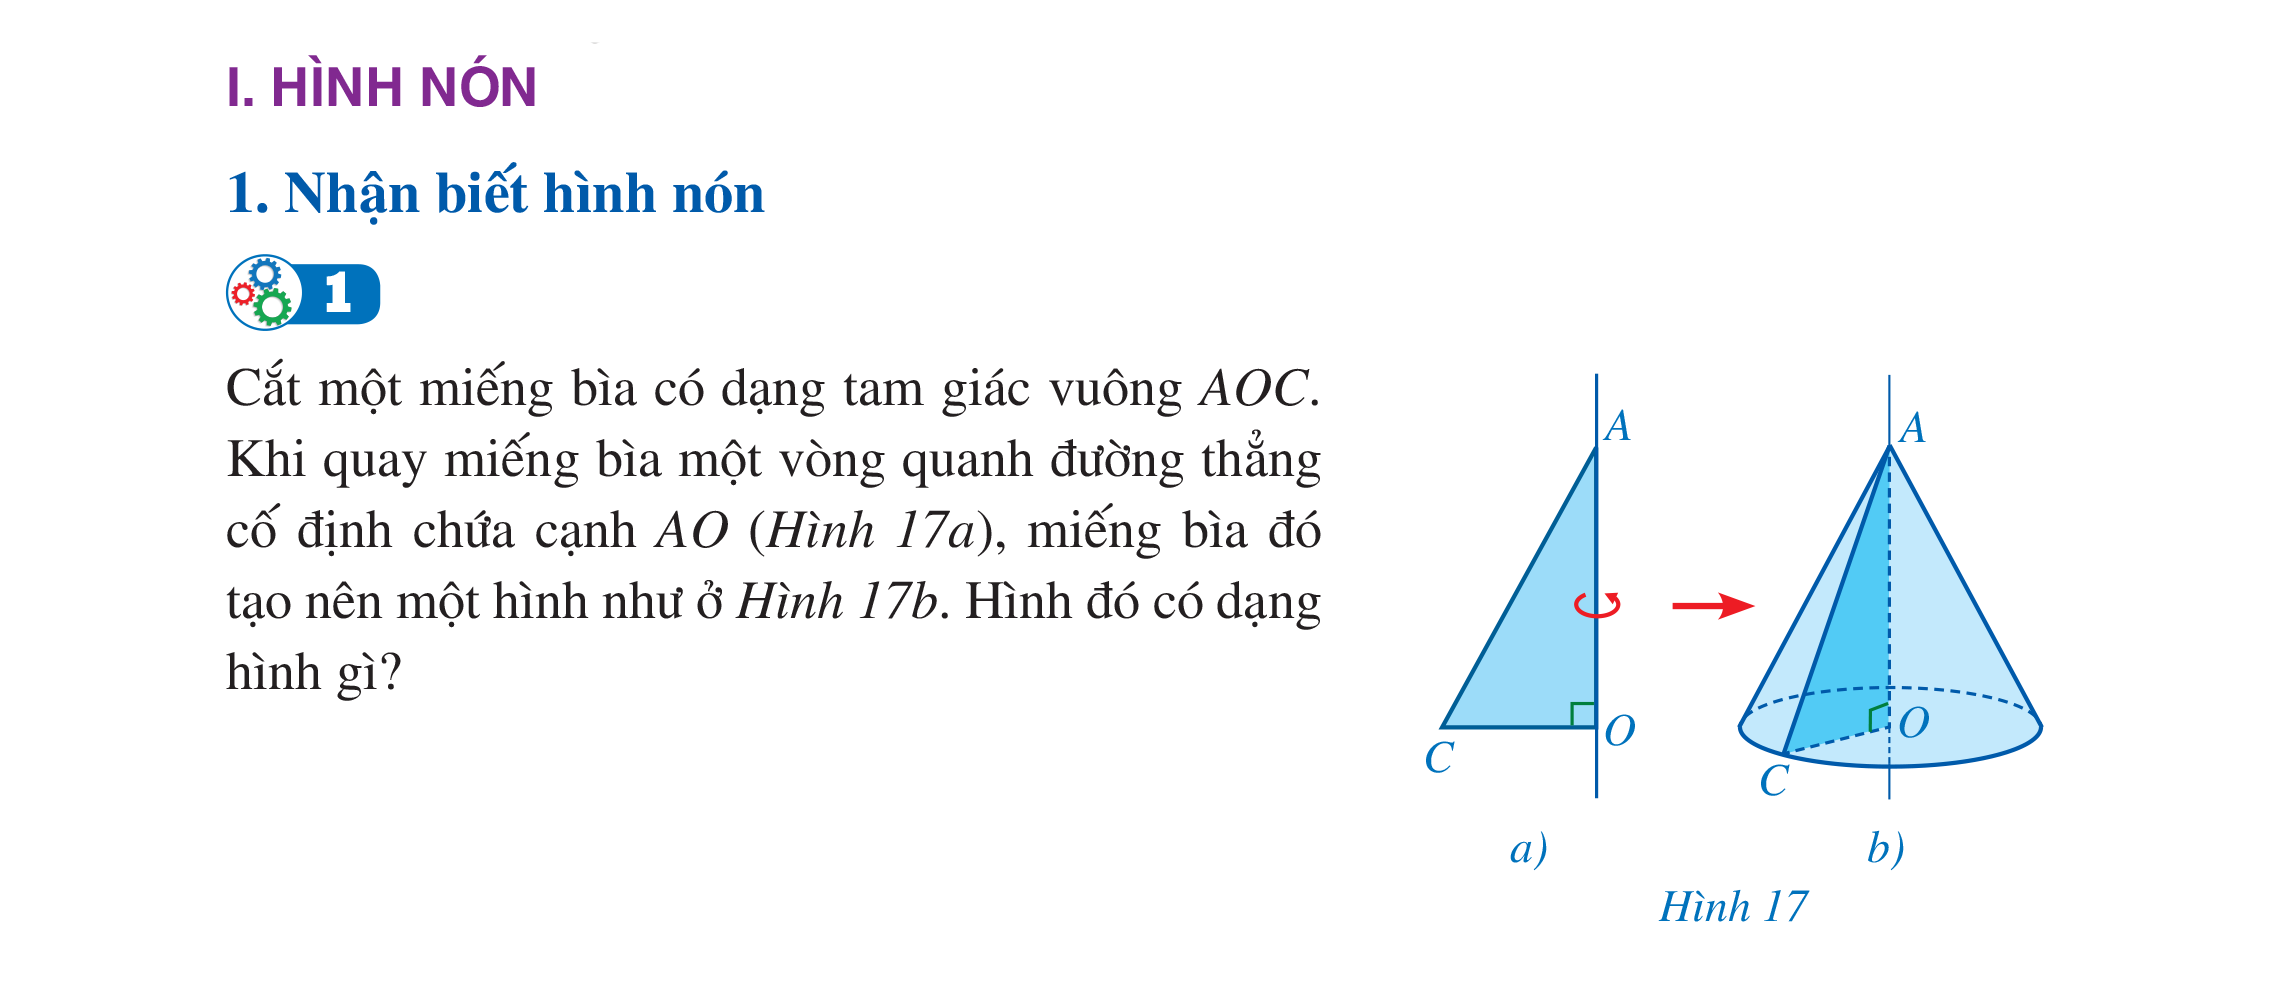 I. HÌNH NÓN
1. Nhận biết hình nón
1
Cắt một miếng bìa có dạng tam giác vuông AOC.
Khi quay miếng bìa một vòng quanh đường thẳng
cố định chứa cạnh AO (Hình 17a), miếng bìa đó
tạo nên một hình như ở Hình 17b. Hình đó có dạng
hình gì?
A
O
C
a)
A
O
C
b)
Hình 17